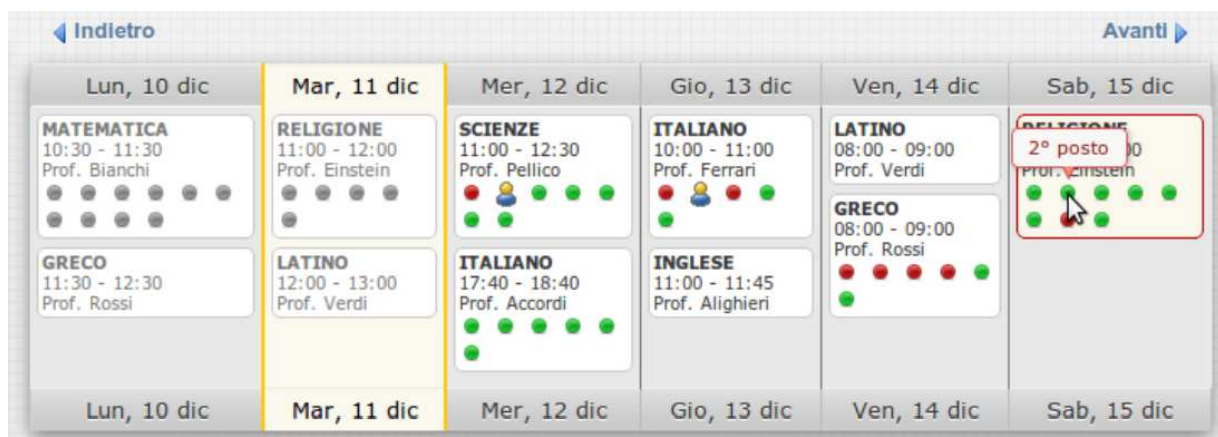 Indietro
Avanti
Lun, 10 dic
Mar, 11 dic
Mer, 12 dic
Gio, 13 dic
Ven, 14 dic
Sab, 15 dic
MATEMATICA
10:30 - 11:30
Prof. Bianchi
GRECO
11:30 - 12:30
Prof. Rossi
RELIGIONE
11:00 - 12:00
Prof. Einstein
LATINO
12:00 - 13:00
Prof. Verdi
SCIENZE
11:00 - 12:30
Prof. Pellico
ITALIANO
17:40 - 18:40
Prof. Accordi
ITALIANO
10:00 - 11:00
Prof. Ferrari
INGLESE
11:00 - 11:45
Prof. Alighieri
LATINO
08:00 - 09:00
Prof. Verdi
GRECO
08:00 - 09:00
Prof. Rossi
RELIGIONE
2° posto
Prof. Einstein
Lun, 10 dic
Mar, 11 dic
Mer, 12 dic
Gio, 13 dic
Ven, 14 dic
Sab, 15 dic